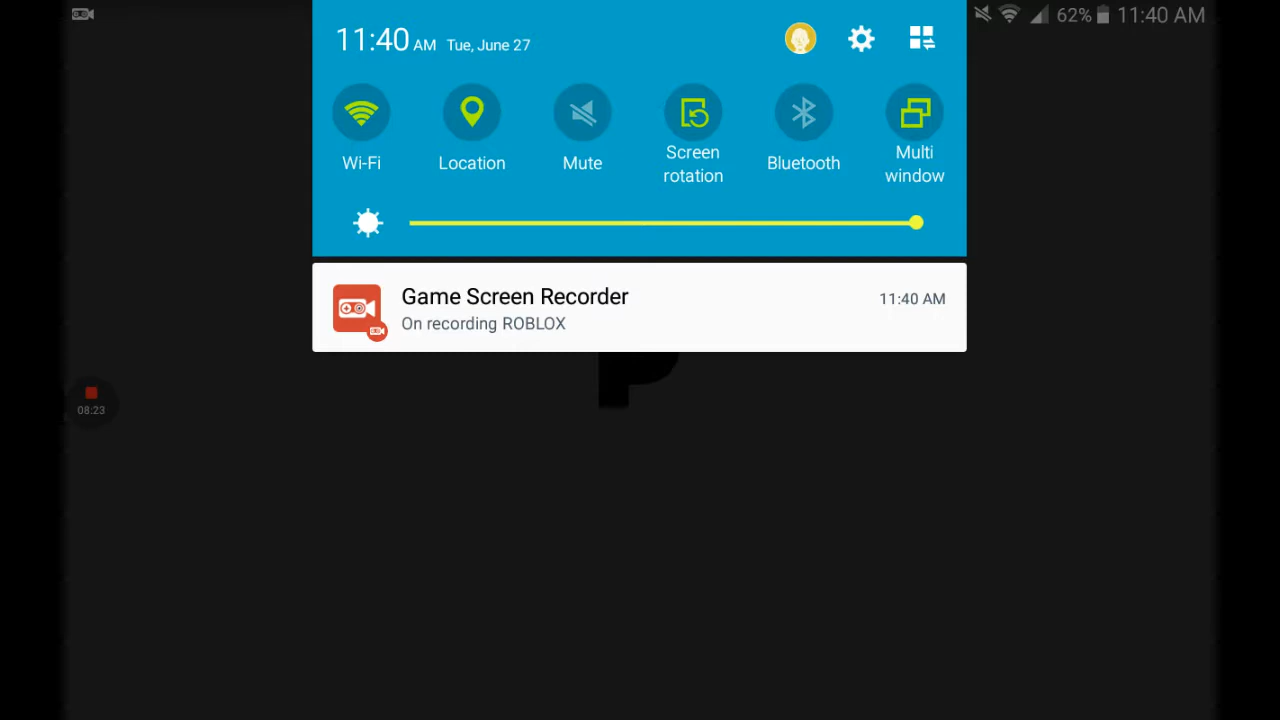 62% 11:40 AM
11:40 AM Tue, June 27
Wi-Fi
Location
Mute
Screen
rotation
Bluetooth
Multi
window
Game Screen Recorder
11:40 AM
On recording ROBLOX
P
08:23